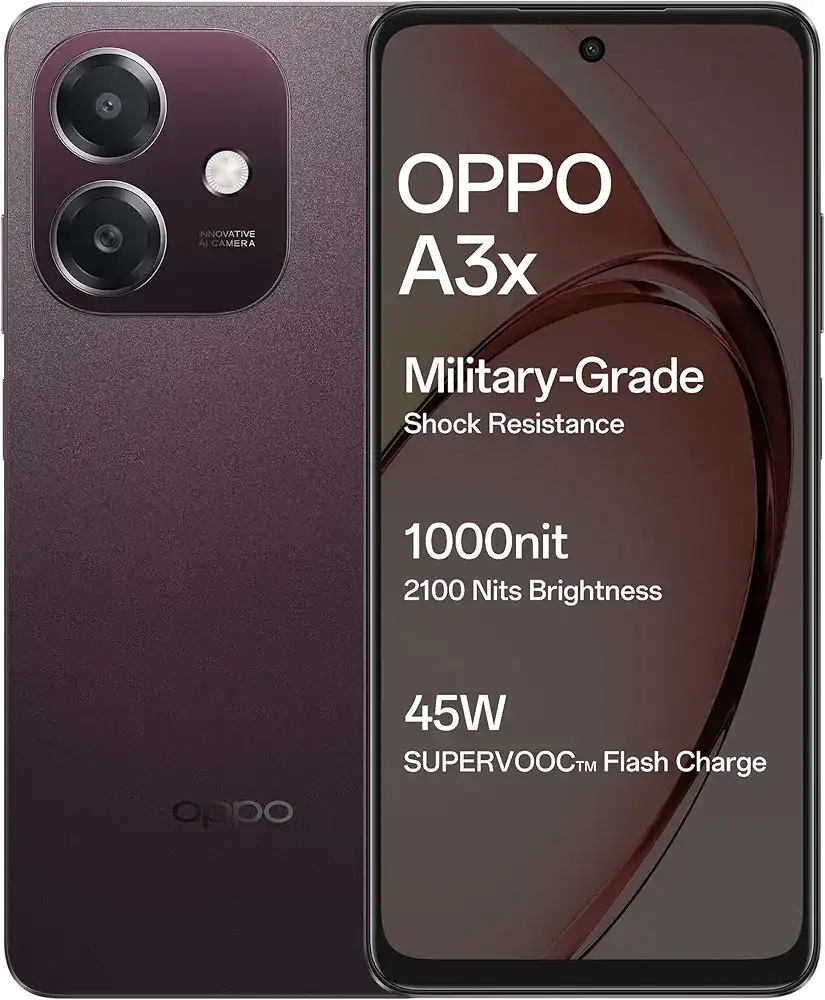 INNOVATIVE
AI CAMERA
oppo
OPPO
A3x
Military-Grade
Shock Resistance
1000nit
2100 Nits Brightness
45W
SUPERVOOC™ Flash Charge